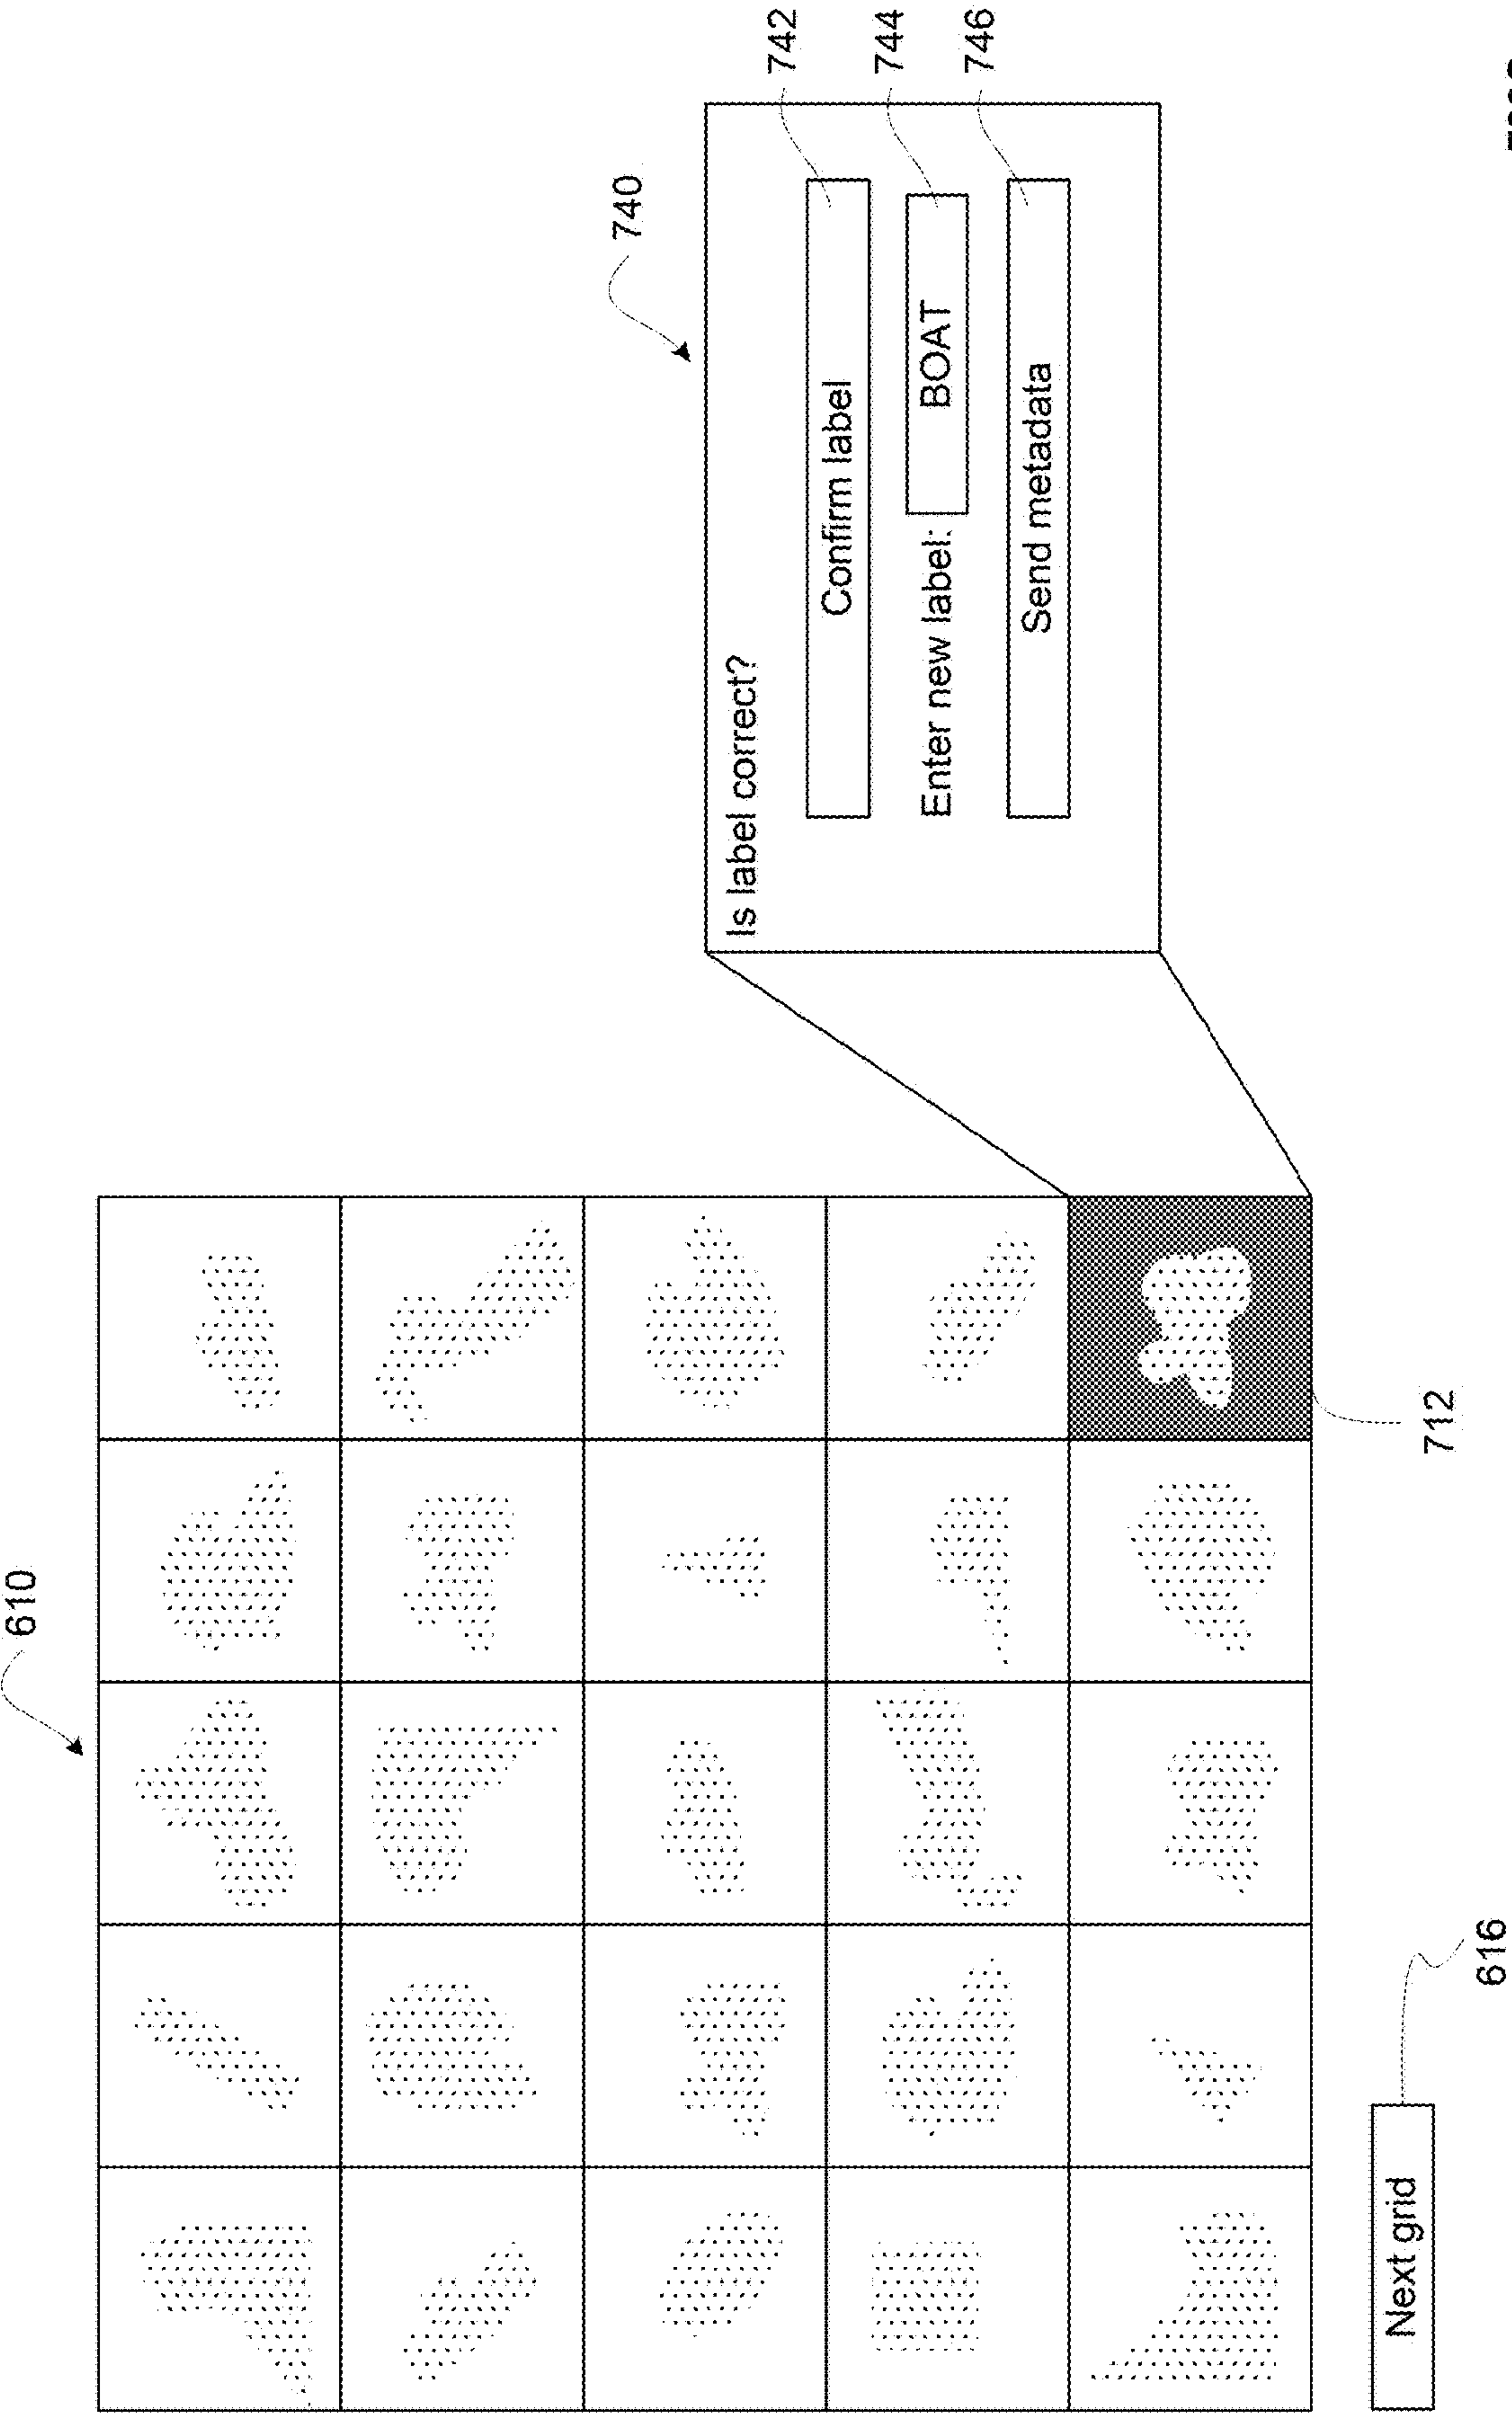 610
740
Is label correct?
Confirm label
742
Enter new label:
BOAT
744
Send metadata
746
712
Next grid
616